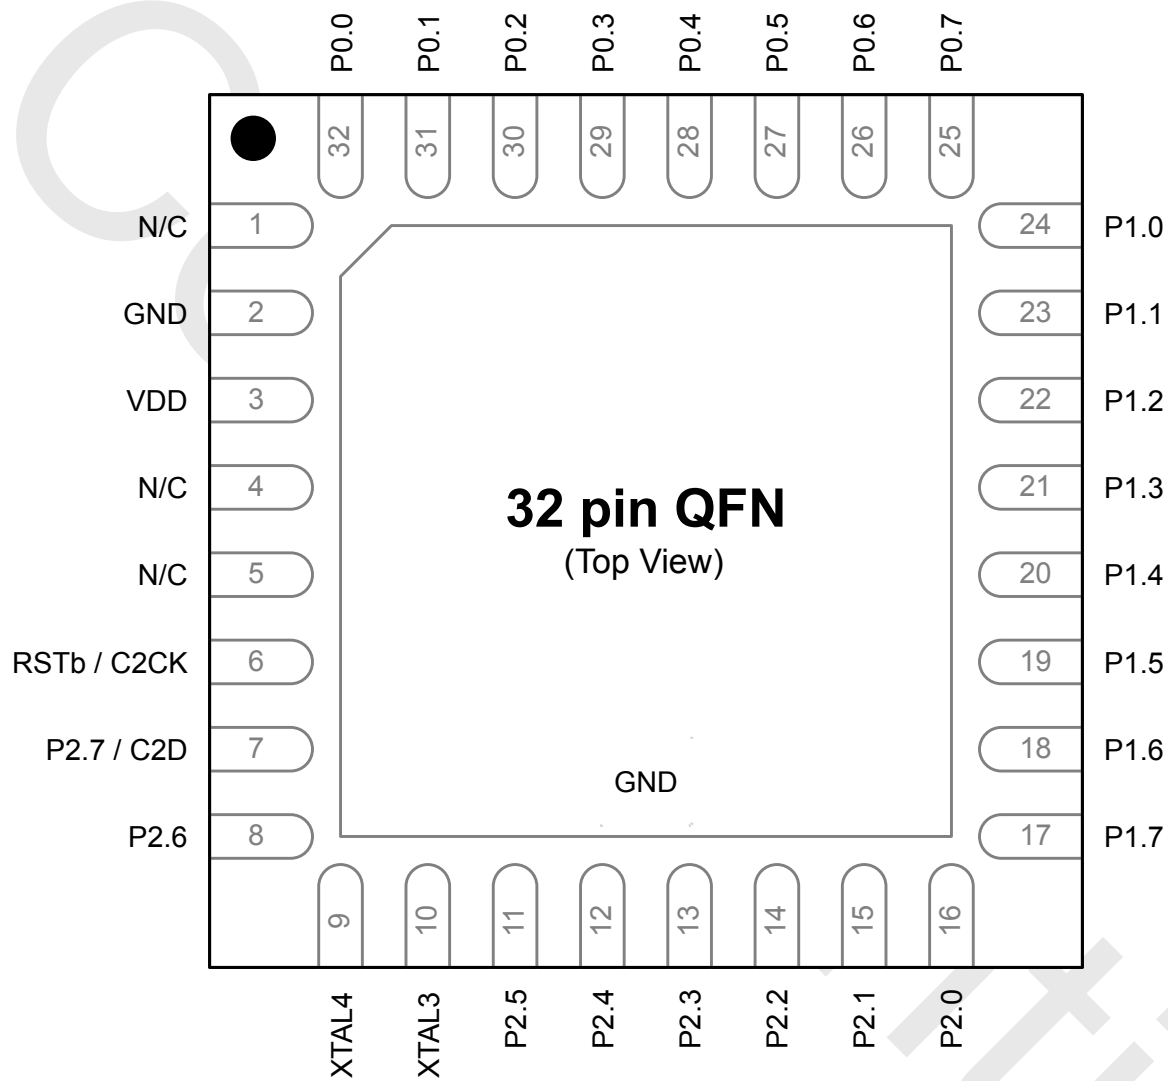 P0.0
P0.1
P0.2
P0.3
P0.4
P0.5
P0.6
P0.7
32
31
30
29
28
27
26
25
N/C
1
24
P1.0
GND
2
23
P1.1
VDD
3
22
P1.2
N/C
4
21
P1.3
32 pin QFN
(Top View)
N/C
5
20
P1.4
RSTb / C2CK
6
19
P1.5
P2.7 / C2D
7
18
P1.6
GND
P2.6
8
17
P1.7
9
10
11
12
13
14
15
16
XTAL4
XTAL3
P2.5
P2.4
P2.3
P2.2
P2.1
P2.0